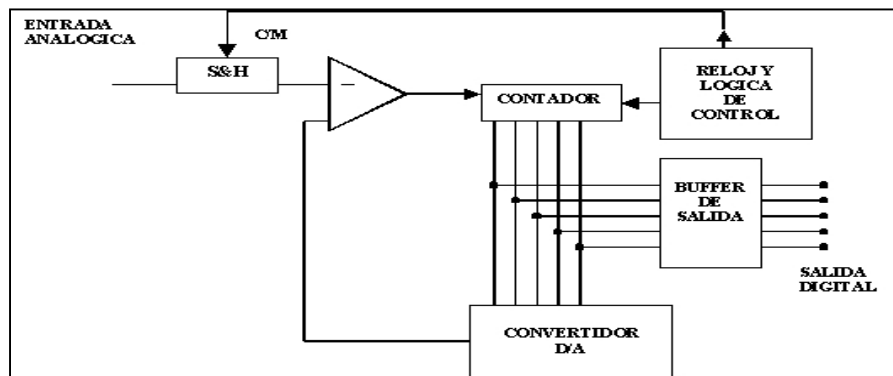 ENTRADA
ANALOGICA
C/M
S&H
CONTADOR
RELOJ Y
LOGICA
DE
CONTROL
BUFFER
DE
SALIDA
SALIDA
DIGITAL
CONVERTIDOR
D/A